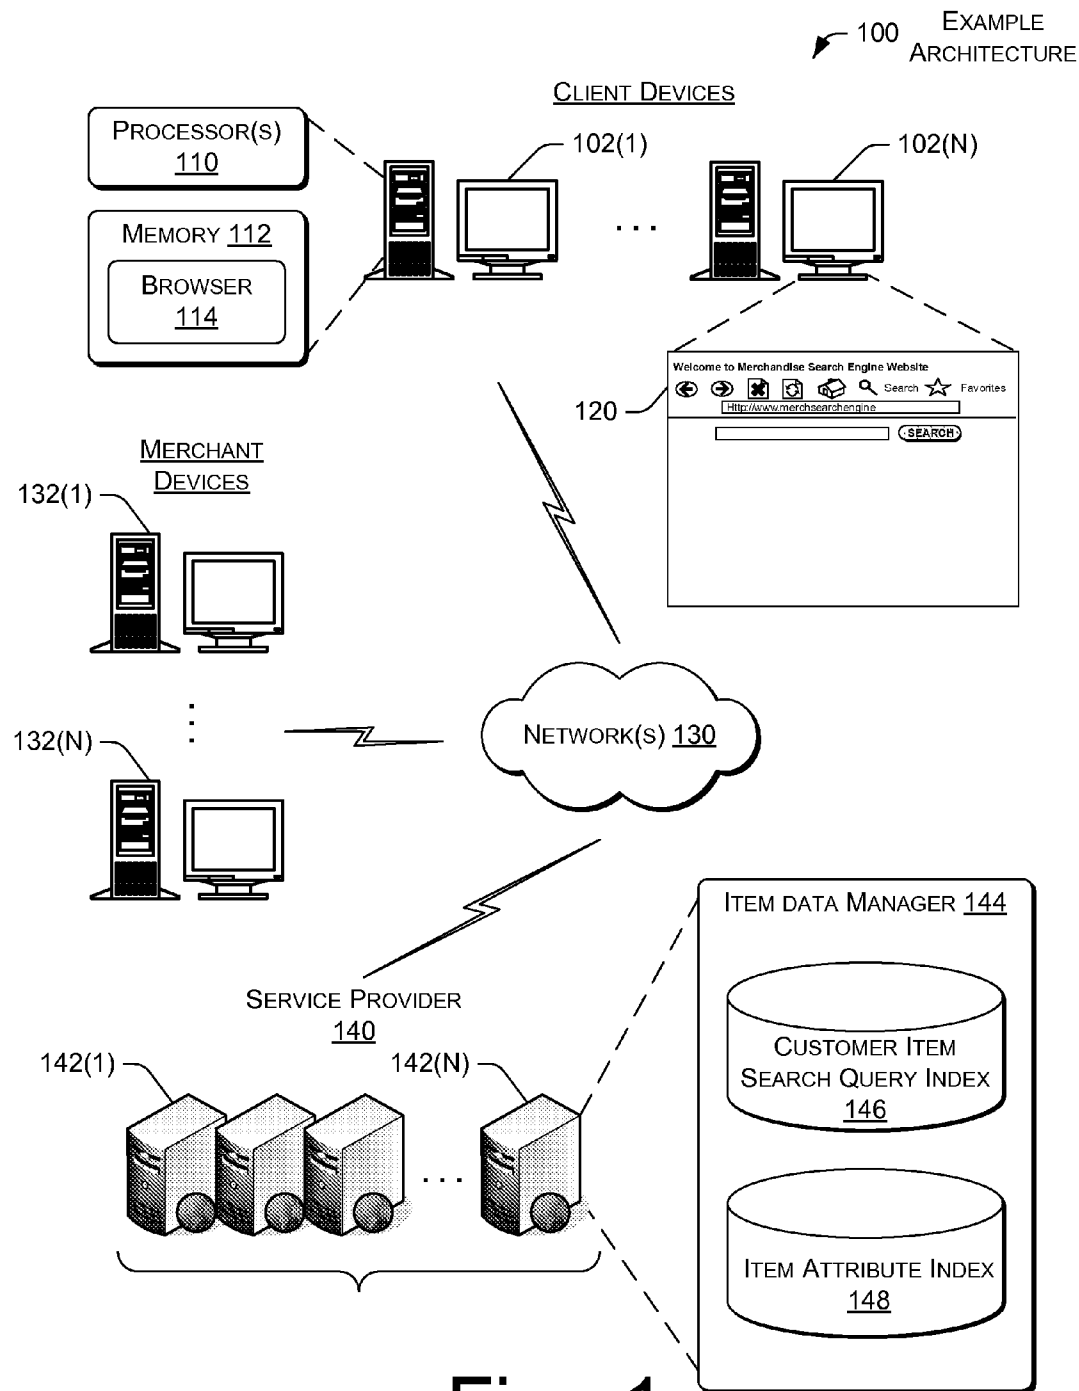 100
EXAMPLE
ARCHITECTURE
CLIENT DEVICES
PROCESSOR(S)
110
MEMORY 112
BROWSER
114
102(1)
...
102(N)
120
Welcome to Merchandise Search Engine Website
Search
Favorites
Http://www.merchsearchengine
SEARCH
MERCHANT
DEVICES
132(1)
132(N)
NETWORK(S) 130
SERVICE PROVIDER
140
142(1)
142(N)
...
ITEM DATA MANAGER 144
CUSTOMER ITEM
SEARCH QUERY INDEX
146
ITEM ATTRIBUTE INDEX
148